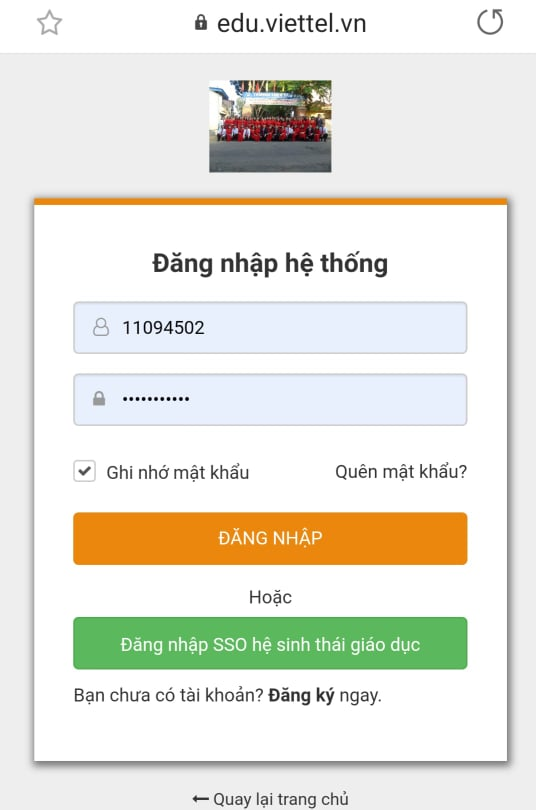 edu.viettel.vn
Đăng nhập hệ thống
11094502
•••••••••••
Ghi nhớ mật khẩu Quên mật khẩu?
ĐĂNG NHẬP
Hoặc
Đăng nhập SSO hệ sinh thái giáo dục
Bạn chưa có tài khoản? Đăng ký ngay.
← Quay lại trang chủ